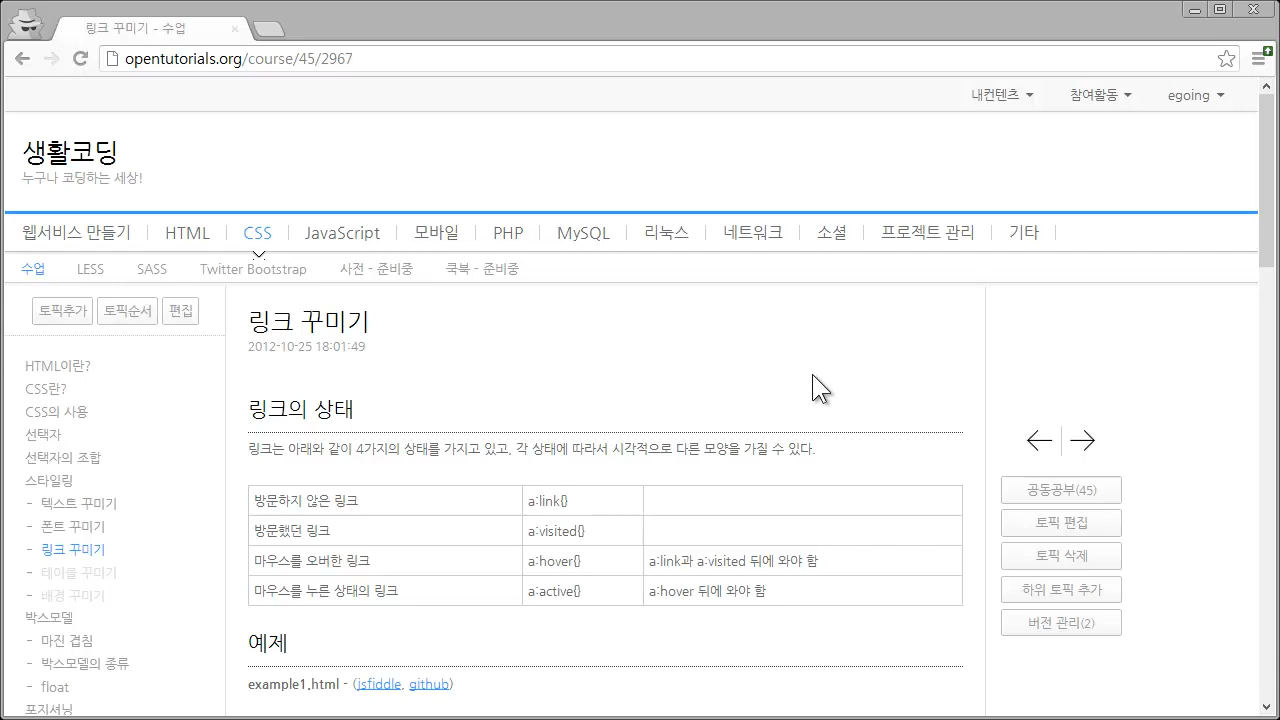 링크 꾸미기 - 수업
opentutorials.org/course/45/2967
내컨텐츠 참여활동 egoing
생활코딩
누구나 코딩하는 세상!
웹서비스 만들기 HTML CSS JavaScript 모바일 PHP MySQL 리눅스 네트워크 소셜 프로젝트 관리 기타
수업 LESS SASS Twitter Bootstrap 사전 - 준비중 쿡북 - 준비중
토픽추가 토픽순서 편집
HTML이란?
CSS란?
CSS의 사용
선택자
선택자의 조합
스타일링
- 텍스트 꾸미기
- 폰트 꾸미기
- 링크 꾸미기
- 테이클 꾸미기
- 배경 꾸미기
박스모델
- 마진 겹침
- 박스모델의 종류
- float
포지셔닝
링크 꾸미기
2012-10-25 18:01:49
링크의 상태
링크는 아래와 같이 4가지의 상태를 가지고 있고, 각 상태에 따라서 시각적으로 다른 모양을 가질 수 있다.
방문하지 않은 링크 a:link{}
방문했던 링크 a:visited{}
마우스를 오버한 링크 a:hover{} a:link과 a:visited 뒤에 와야 함
마우스를 누른 상태의 링크 a:active{} a:hover 뒤에 와야 함
예제
example1.html - (jsfiddle, github)
공동공부(45)
토픽 편집
토픽 삭제
하위 토픽 추가
버전 관리(2)